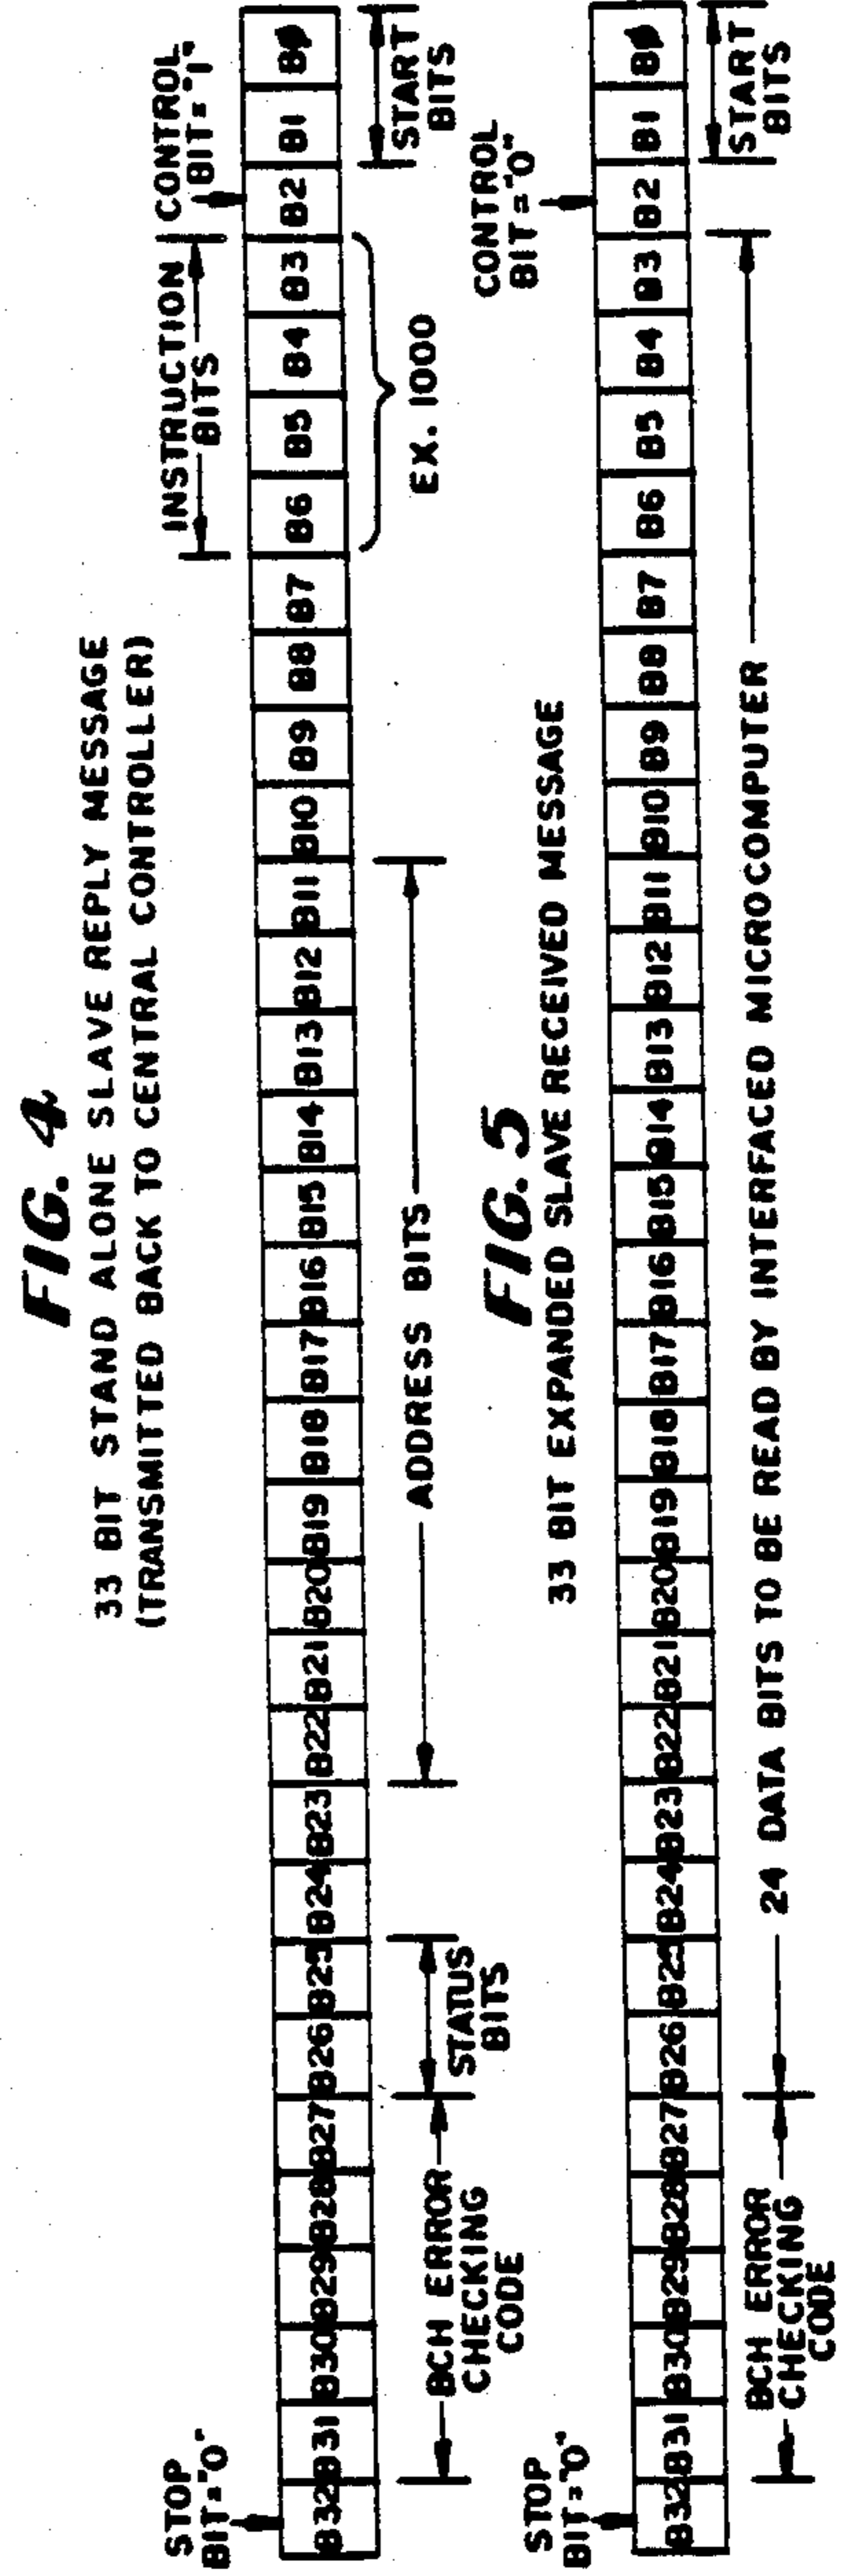 FIG. 4
33 BIT STAND ALONE SLAVE REPLY MESSAGE
(TRANSMITTED BACK TO CENTRAL CONTROLLER)
STOP
BIT="0"
INSTRUCTION
BITS
CONTROL
BIT="1"
B32 B31 B30 B29 B28 B27 B26 B25 B24 B23 B22 B21 B20 B19 B18 B17 B16 B15 B14 B13 B12 B11 B10 B9 B8 B7 B6 B5 B4 B3 B2 B1 BØ
BCH ERROR
CHECKING
CODE
STATUS
BITS
ADDRESS BITS
EX. 1000
START
BITS
FIG. 5
33 BIT EXPANDED SLAVE RECEIVED MESSAGE
STOP
BIT="0"
CONTROL
BIT="0"
B32 B31 B30 B29 B28 B27 B26 B25 B24 B23 B22 B21 B20 B19 B18 B17 B16 B15 B14 B13 B12 B11 B10 B9 B8 B7 B6 B5 B4 B3 B2 B1 BØ
BCH ERROR
CHECKING
CODE
24 DATA BITS TO BE READ BY INTERFACED MICROCOMPUTER
START
BITS